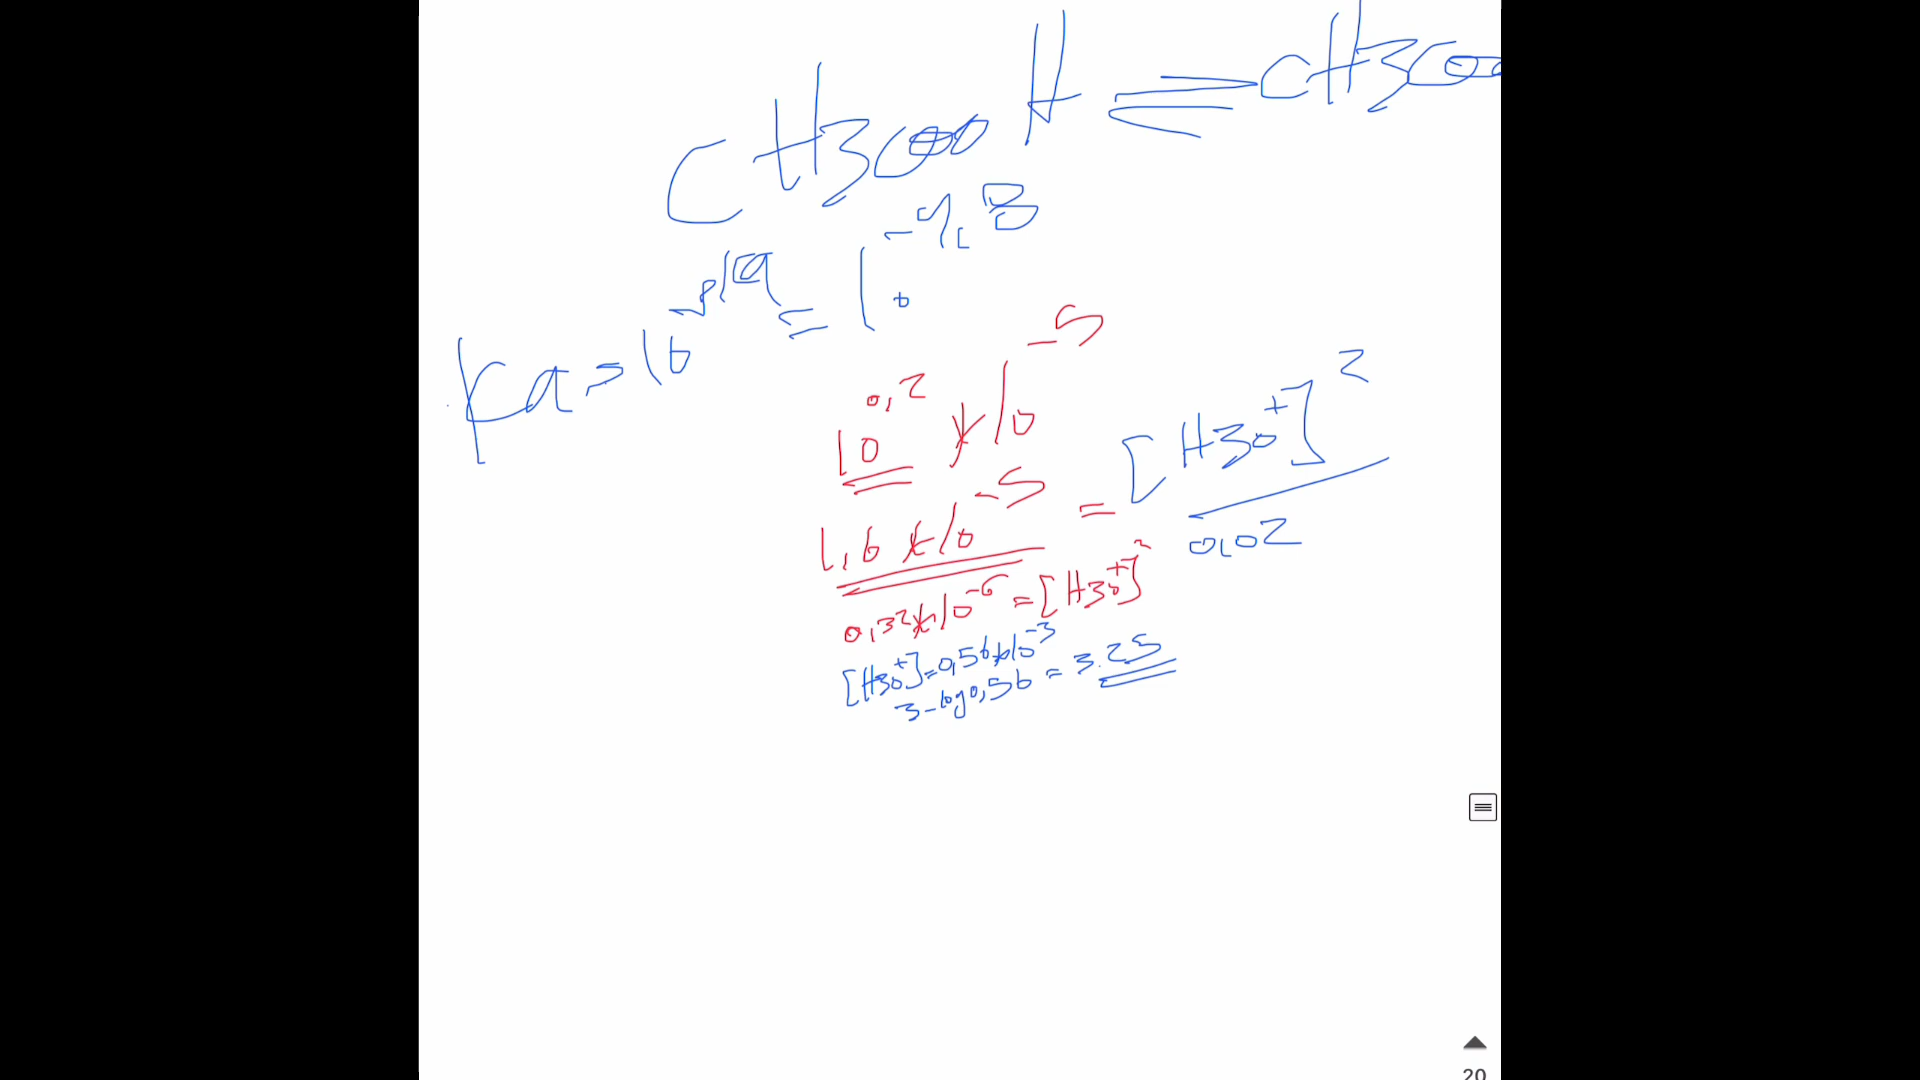 CH3COOH ⇌ CH3COO
Ka = 10^-pKa = 10^-4,8
10^0,2 x 10^-5
1,6 x 10^-5 = [H3O+]^2 / 0,02
0,32 x 10^-6 = [H3O+]^2
[H3O+] = 0,56 x 10^-3
3 - log 0,56 = 3.25
20